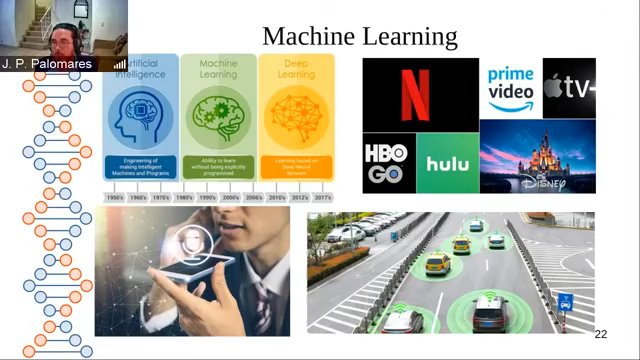 Machine Learning
J. P. Palomares
Artificial
Intelligence
Machine
Learning
Deep
Learning
Engineering of
making Intelligent
Machines and Programs
Ability to learn
without being explicitly
programmed
Learning based on
Deep Neural
Network
1950's 1960's 1970's 1980's 1990's 2000's 2006's 2010's 2012's 2017's
N
prime
video
tv+
HBO
GO
hulu
DISNEY
22